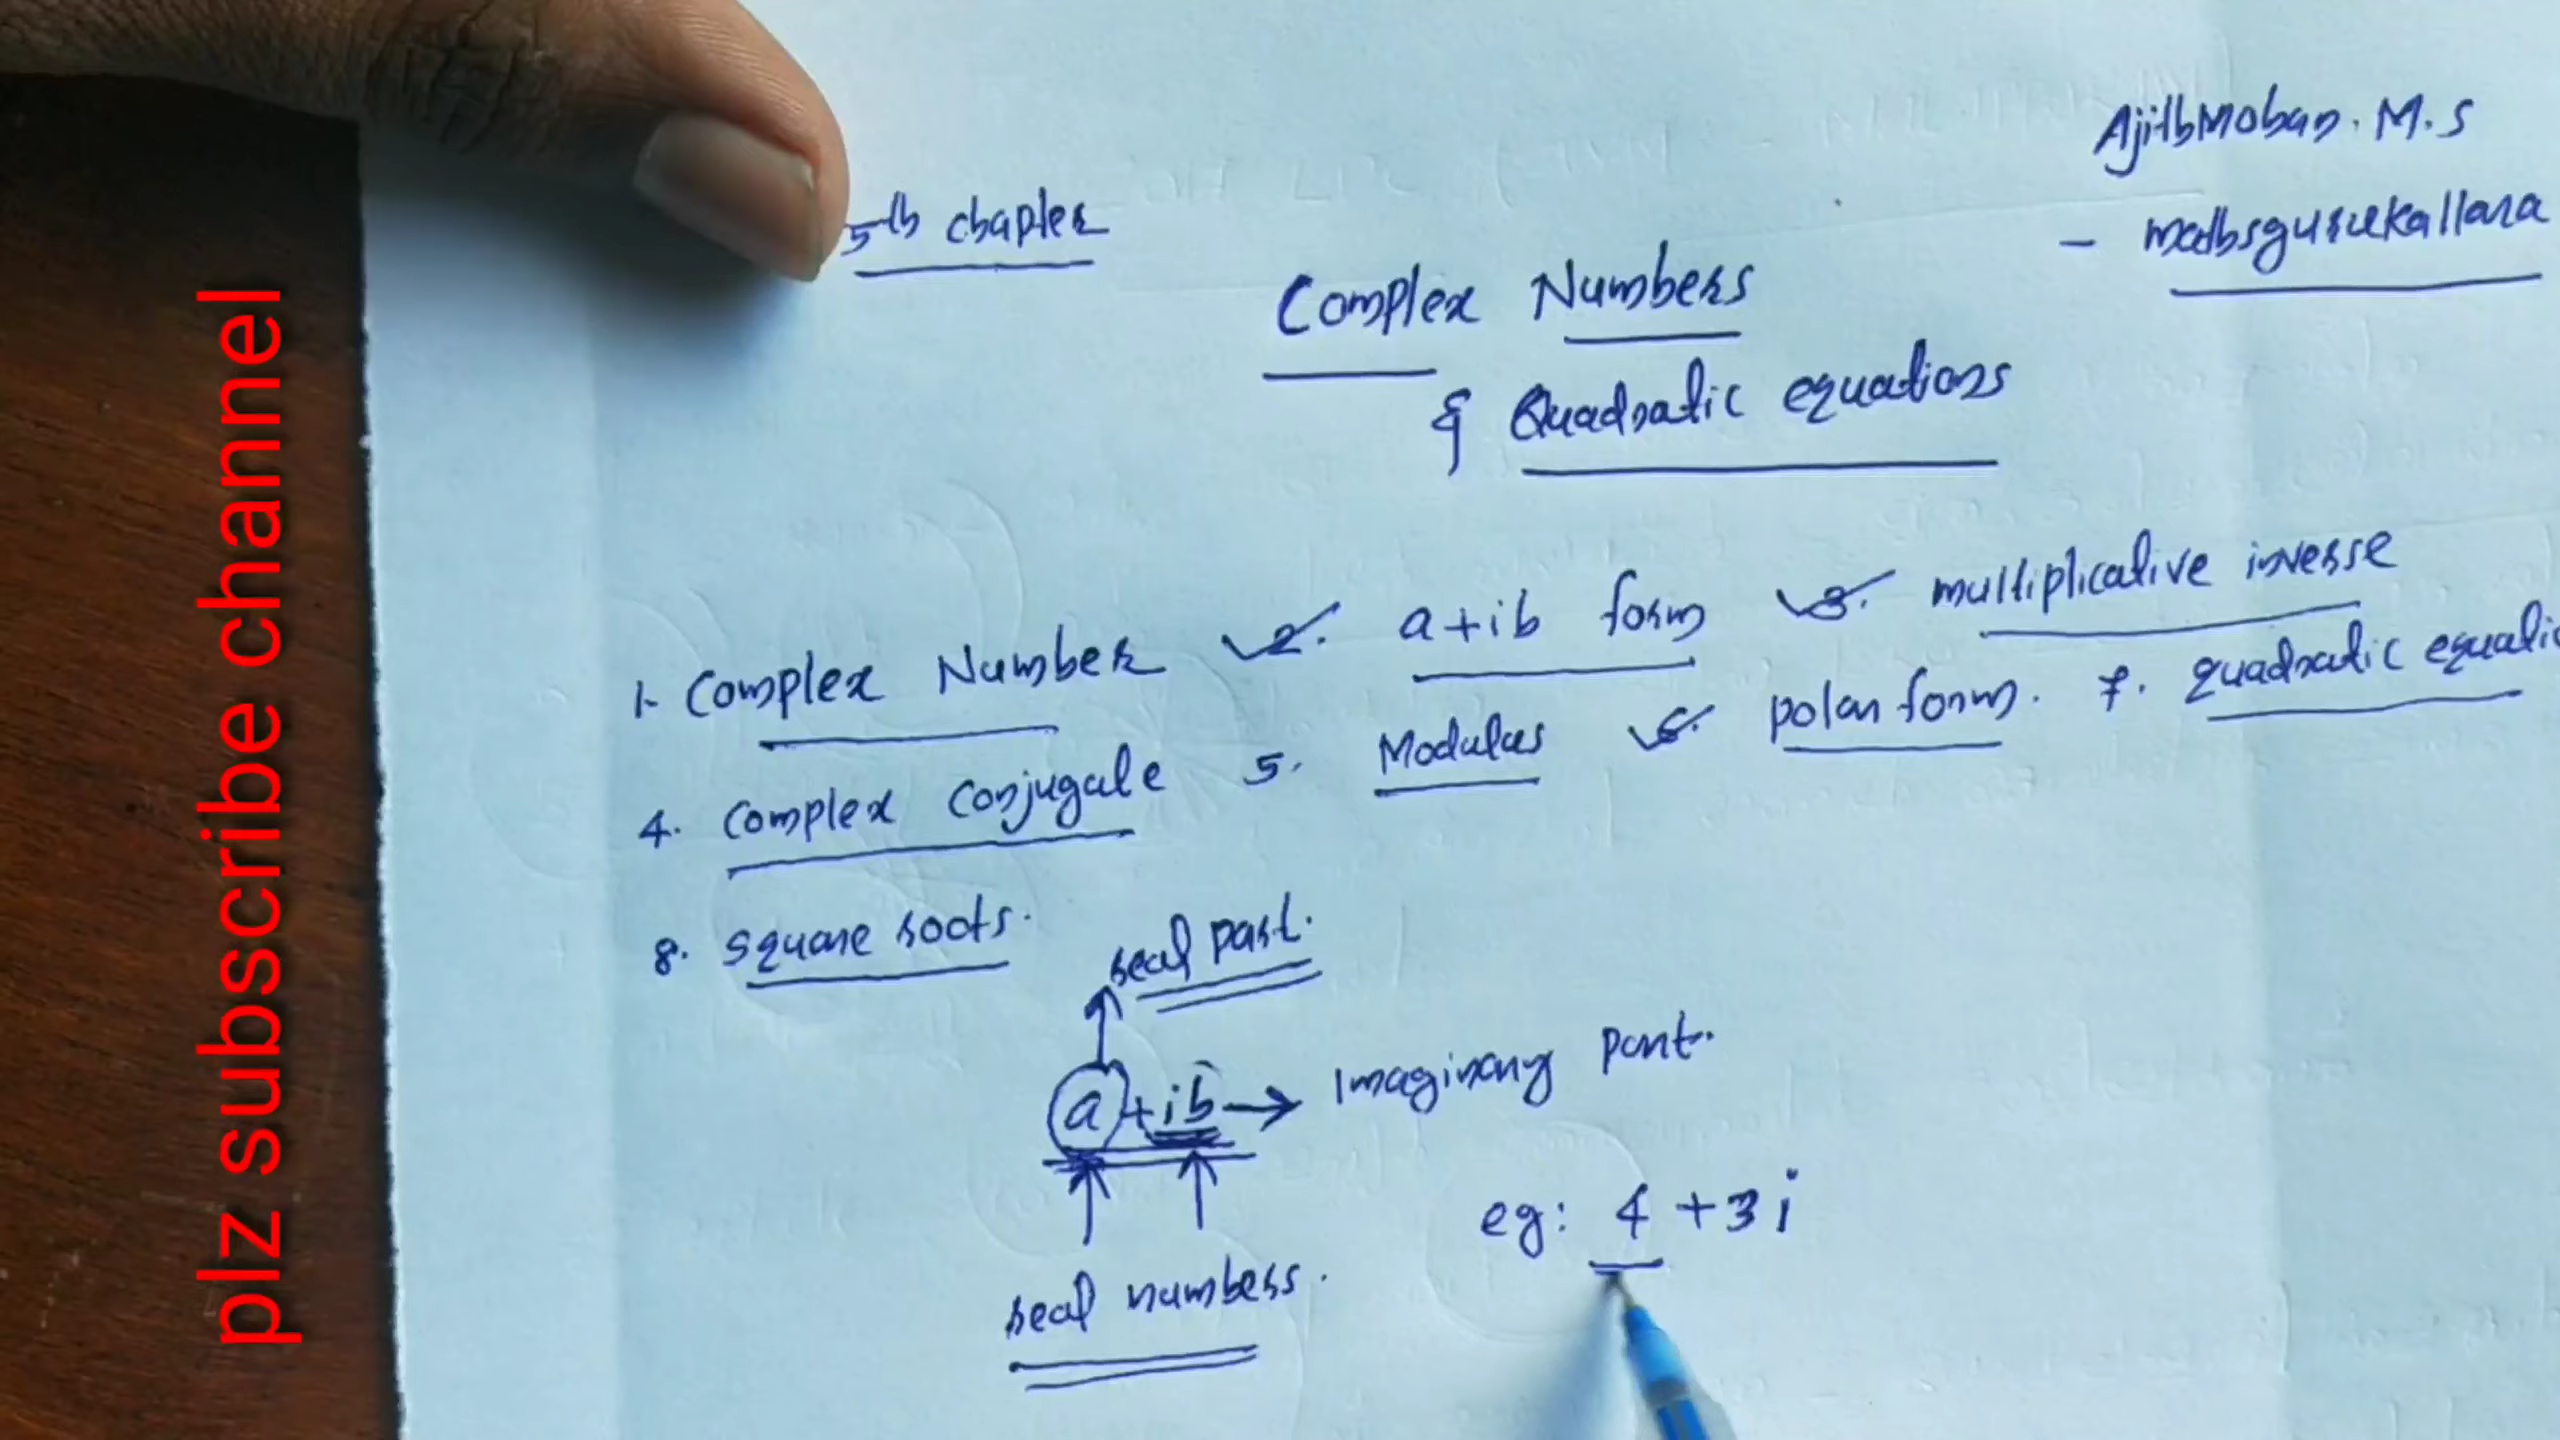 AjithMohan. M.S
- mathsgurukallara
5th chapter
Complex Numbers
& Quadratic equations
1. Complex Number 2. a+ib form 3. multiplicative inverse
4. Complex Conjugate 5. Modulus 6. polar form. 7. quadratic equatio
8. square roots.
real part.
a+ib → Imaginary part.
eg: 4 +3i
real numbers.
plz subscribe channel